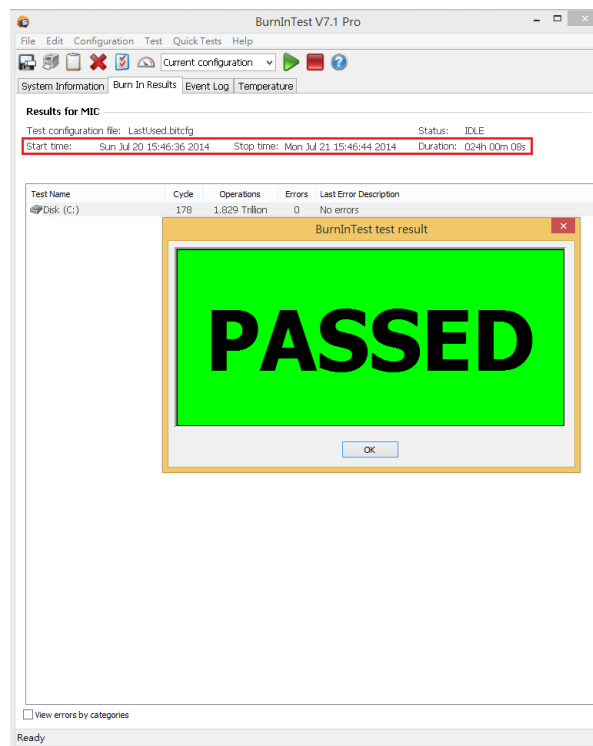 BurnInTest V7.1 Pro
File Edit Configuration Test Quick Tests Help
Current configuration
System Information Burn In Results Event Log Temperature
Results for MIC
Test configuration file: LastUsed.bitcfg Status: IDLE
Start time: Sun Jul 20 15:46:36 2014 Stop time: Mon Jul 21 15:46:44 2014 Duration: 024h 00m 08s
Test Name Cycle Operations Errors Last Error Description
Disk (C:) 178 1.829 Trillion 0 No errors
BurnInTest test result
PASSED
OK
View errors by categories
Ready